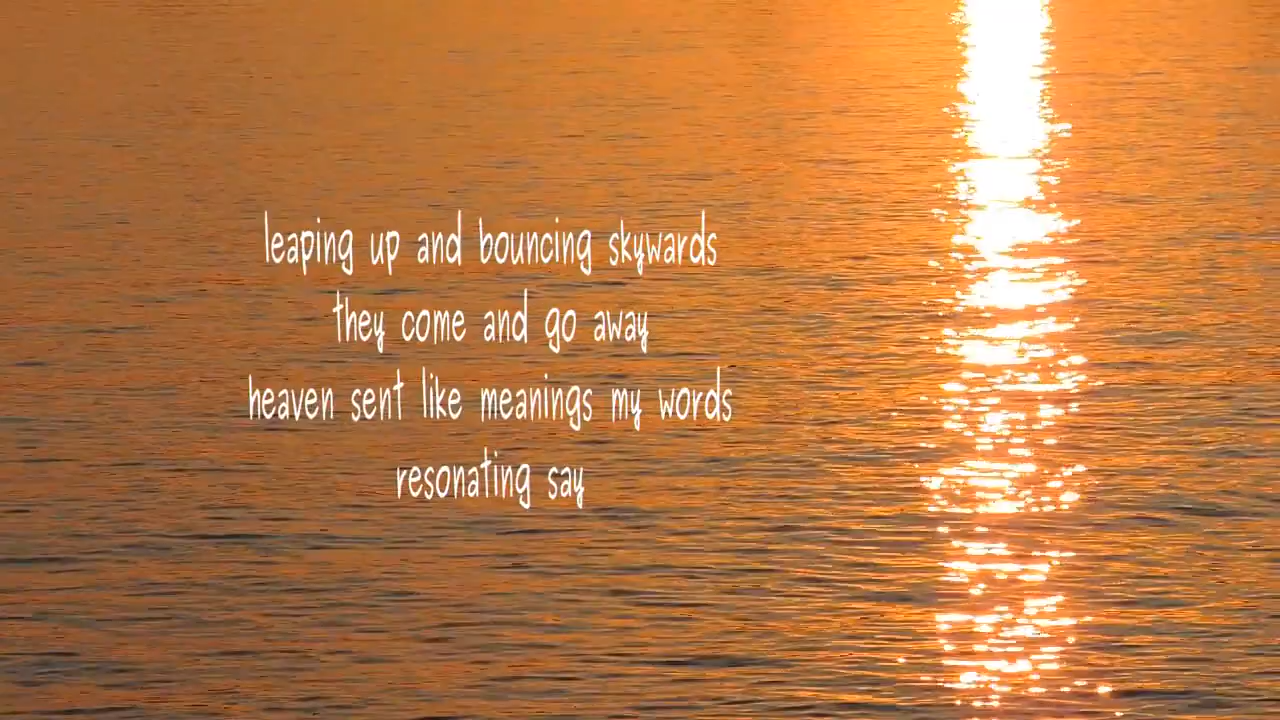 leaping up and bouncing skywards
they come and go away
heaven sent like meanings my words
resonating say